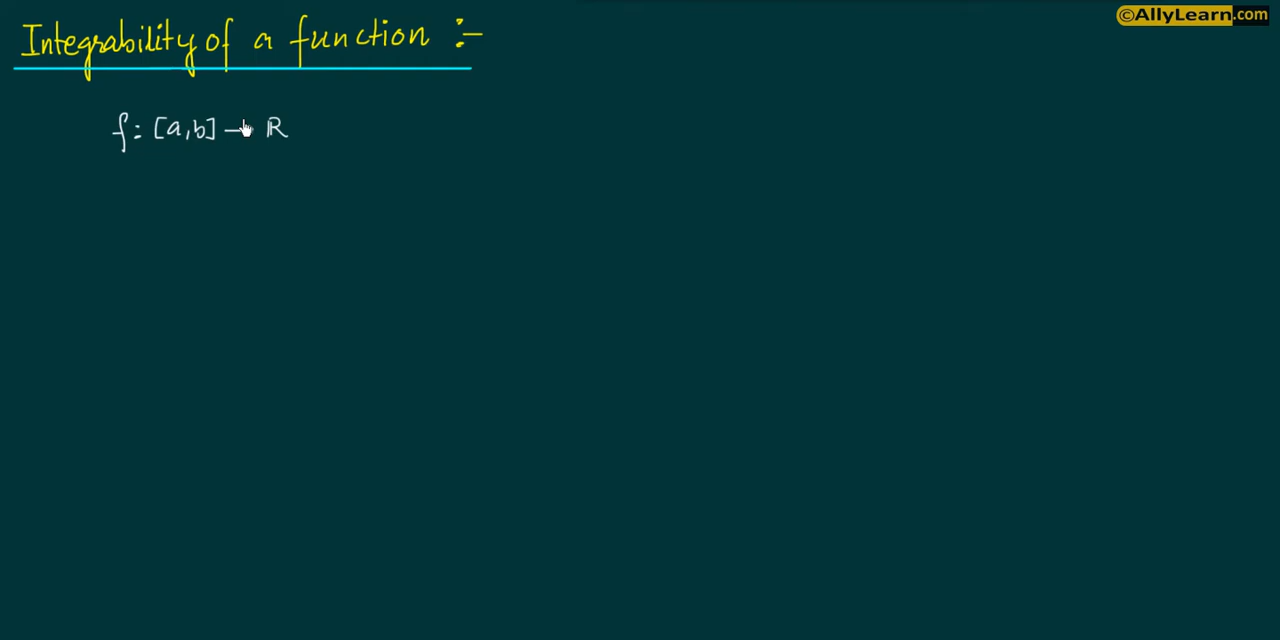 ©AllyLearn.com
Integrability of a function :-
f: [a,b] → ℝ